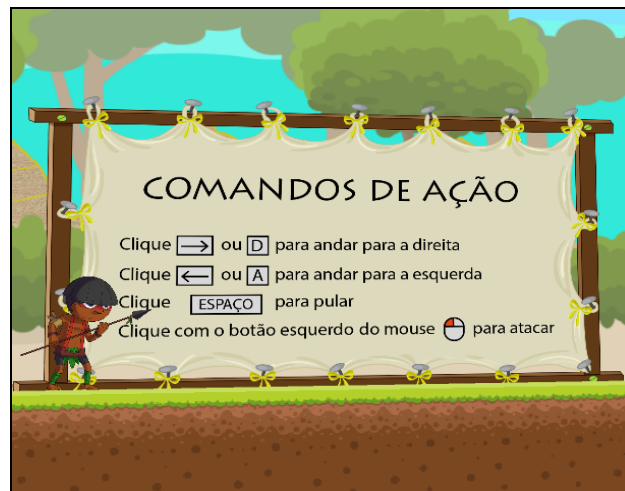 COMANDOS DE AÇÃO
Clique → ou D para andar para a direita
Clique ← ou A para andar para a esquerda
Clique ESPAÇO para pular
Clique com o botão esquerdo do mouse para atacar